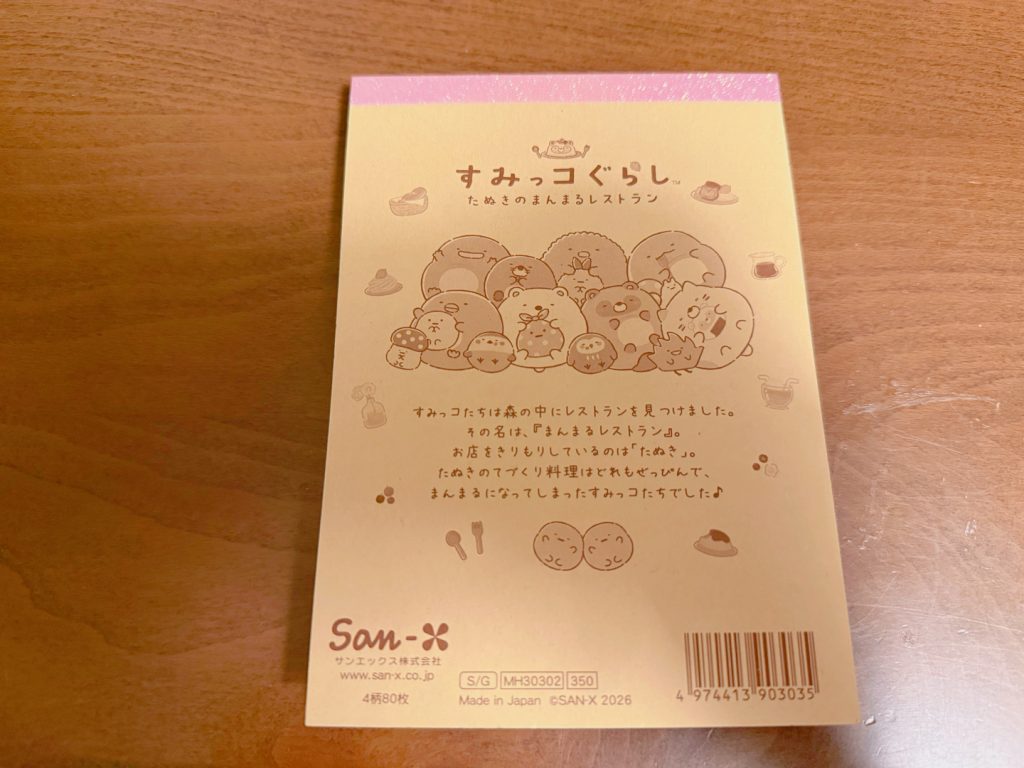 すみっコぐらし™
たぬきのまんまるレストラン
すみっコたちは森の中にレストランを見つけました。
その名は、『まんまるレストラン』。
お店をきりもりしているのは「たぬき」。
たぬきのてづくり料理はどれもぜっぴんで、
まんまるになってしまったすみっコたちでした♪
San-X
サンエックス株式会社
www.san-x.co.jp
4柄80枚
S/G MH30302 350
Made in Japan ©SAN-X 2026
4 974413 903035